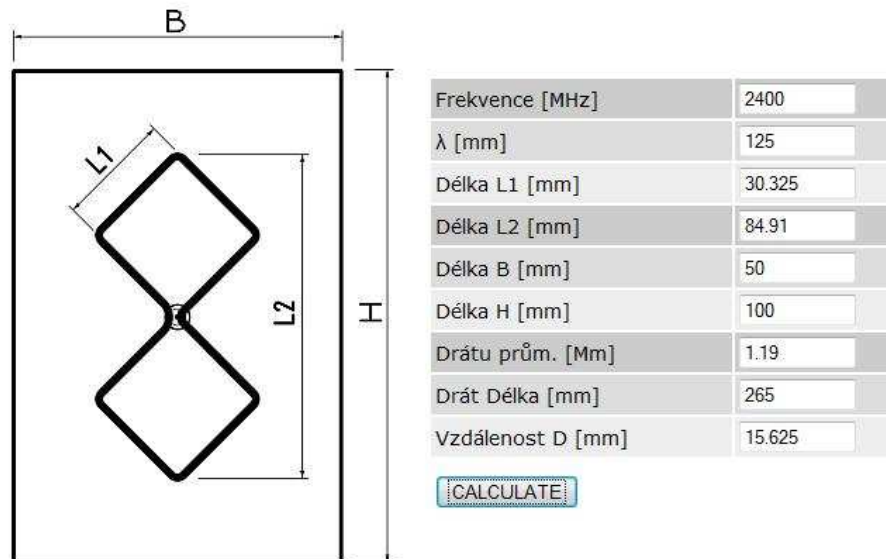 B
L1
L2
H
Frekvence [MHz] 2400
λ [mm] 125
Délka L1 [mm] 30.325
Délka L2 [mm] 84.91
Délka B [mm] 50
Délka H [mm] 100
Drátu prům. [Mm] 1.19
Drát Délka [mm] 265
Vzdálenost D [mm] 15.625
CALCULATE